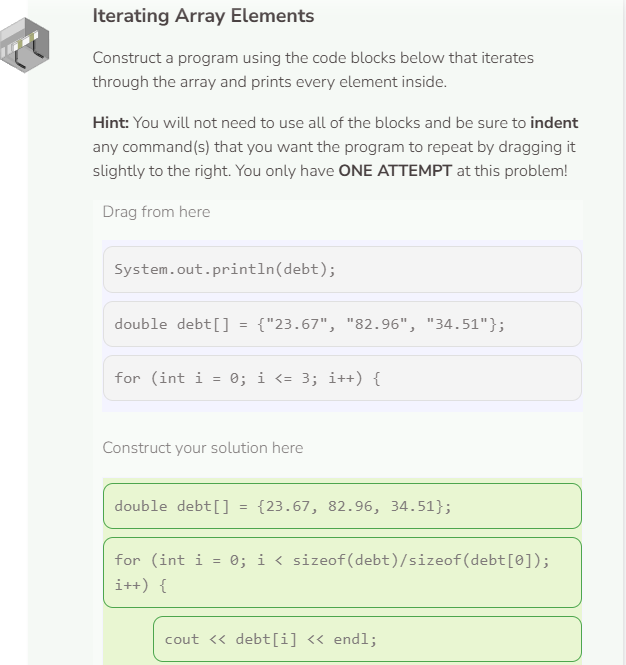 Iterating Array Elements
Construct a program using the code blocks below that iterates
through the array and prints every element inside.
Hint: You will not need to use all of the blocks and be sure to indent
any command(s) that you want the program to repeat by dragging it
slightly to the right. You only have ONE ATTEMPT at this problem!
Drag from here
System.out.println(debt);
double debt[] = {"23.67", "82.96", "34.51"};
for (int i = 0; i <= 3; i++) {
Construct your solution here
double debt[] = {23.67, 82.96, 34.51};
for (int i = 0; i < sizeof(debt)/sizeof(debt[0]);
i++) {
cout << debt[i] << endl;